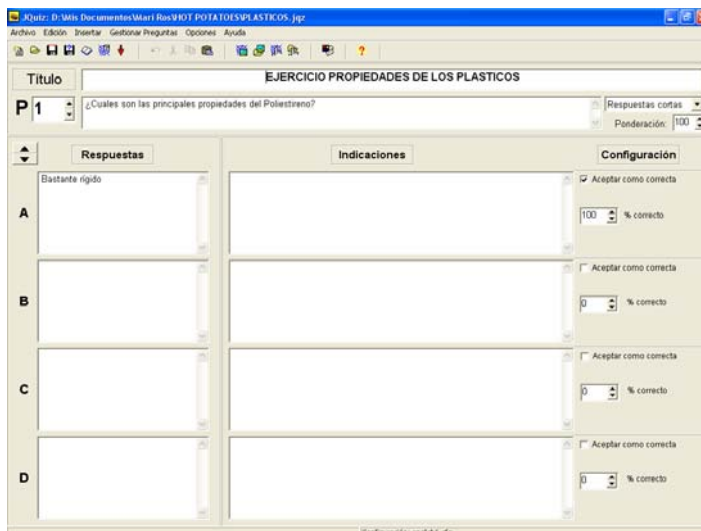 JQuiz: D:\Mis Documentos\Mari Ros\HOT POTATOES\PLASTICOS.jqz
Archivo Edición Insertar Gestionar Preguntas Opciones Ayuda
Título
EJERCICIO PROPIEDADES DE LOS PLASTICOS
P 1
¿Cuales son las principales propiedades del Poliestireno?
Respuestas cortas
Ponderación: 100
Respuestas Indicaciones Configuración
A
Bastante rígido
Aceptar como correcta
100 % correcto
B
Aceptar como correcta
0 % correcto
C
Aceptar como correcta
0 % correcto
D
Aceptar como correcta
0 % correcto